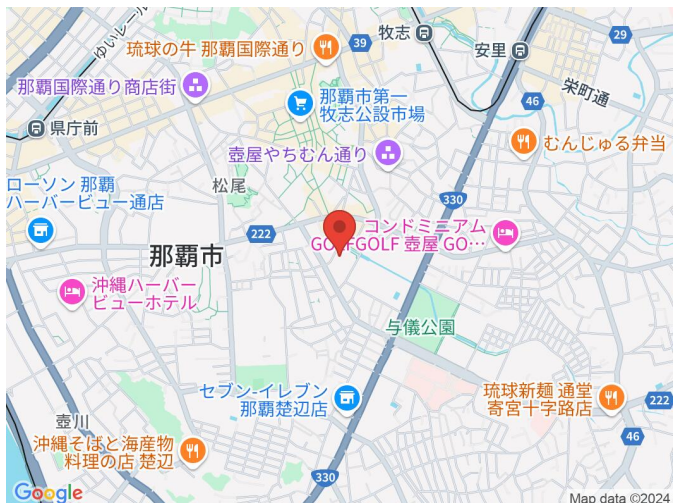 ゆいレール
琉球の牛 那覇国際通り
39
牧志
安里
29
那覇国際通り商店街
那覇市第一
牧志公設市場
栄町通
46
県庁前
壺屋やちむん通り
むんじゅる弁当
松尾
ローソン 那覇
ハーバービュー通店
330
222
コンドミニアム
GOLFGOLF 壺屋 GO…
那覇市
沖縄ハーバー
ビューホテル
与儀公園
セブン-イレブン
那覇楚辺店
琉球新麺 通堂
寄宮十字路店
222
壺川
沖縄そばと海産物
料理の店 楚辺
46
330
Google
Map data ©2024